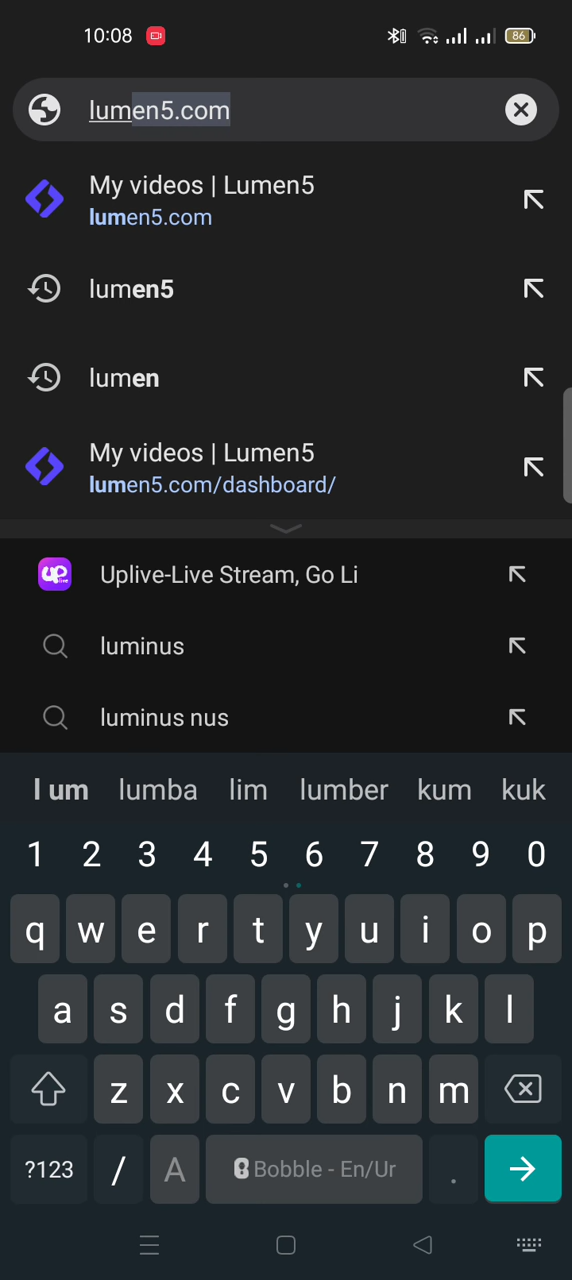 10:08 86
lumen5.com
My videos | Lumen5
lumen5.com
lumen5
lumen
My videos | Lumen5
lumen5.com/dashboard/
up live Uplive-Live Stream, Go Li
luminus
luminus nus
l um lumba lim lumber kum kuk
1 2 3 4 5 6 7 8 9 0
q w e r t y u i o p
a s d f g h j k l
z x c v b n m
?123 / A Bobble - En/Ur .